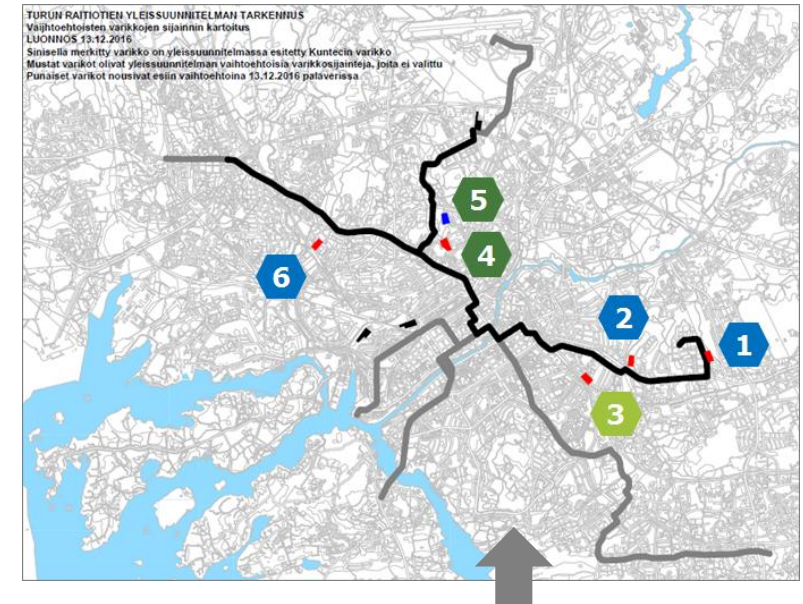 TURUN RAITIOTIEN YLEISSUUNNITELMAN TARKENNUS
Vaijhtoehtoisten varikkojen sijainnin kartoitus
LUONNOS 13.12.2016
Sinisellä merkitty varikko on yleissuunnitelmassa esitetty Kuntecin varikko
Mustat varikot olivat yleissuunnitelman vaihtoehtoisia varikkosijainteja, joita ei valittu
Punaiset varikot nousivat esiin vaihtoehtoina 13.12.2016 palaverissa
5
4
6
2
1
3